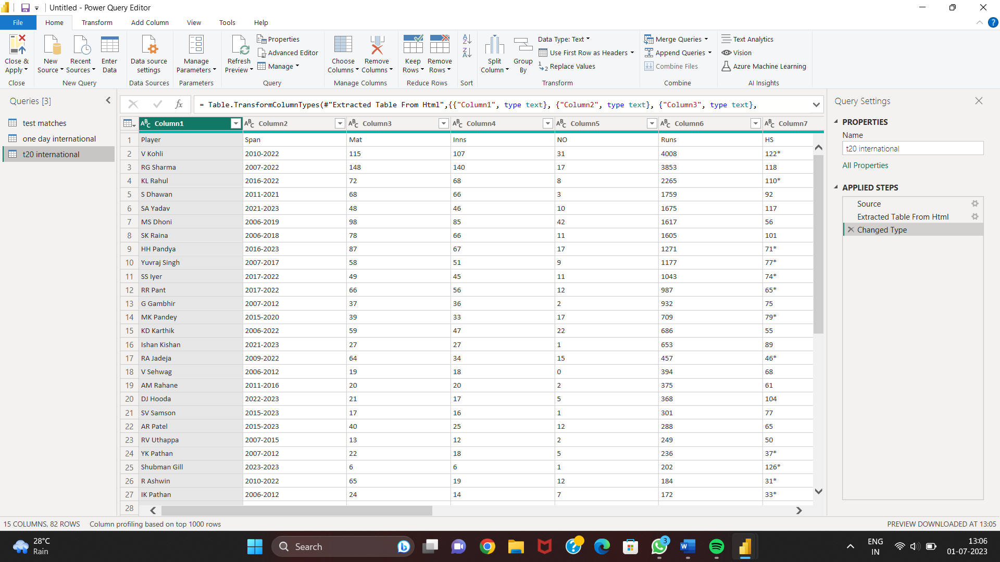 Untitled - Power Query Editor
File Home Transform Add Column View Tools Help
Close & Apply
New Source
Recent Sources
Enter Data
Data source settings
Manage Parameters
Refresh Preview
Properties
Advanced Editor
Manage
Choose Columns
Remove Columns
Keep Rows
Remove Rows
Split Column
Group By
Data Type: Text
Use First Row as Headers
Replace Values
Merge Queries
Append Queries
Combine Files
Text Analytics
Vision
Azure Machine Learning
Close New Query Data Sources Parameters Query Manage Columns Reduce Rows Sort Transform Combine AI Insights
Queries [3]
test matches
one day international
t20 international
fx = Table.TransformColumnTypes(#"Extracted Table From Html",{{"Column1", type text}, {"Column2", type text}, {"Column3", type text},
Column1 Column2 Column3 Column4 Column5 Column6 Column7
1 Player Span Mat Inns NO Runs HS
2 V Kohli 2010-2022 115 107 31 4008 122*
3 RG Sharma 2007-2022 148 140 17 3853 118
4 KL Rahul 2016-2022 72 68 8 2265 110*
5 S Dhawan 2011-2021 68 66 3 1759 92
6 SA Yadav 2021-2023 48 46 10 1675 117
7 MS Dhoni 2006-2019 98 85 42 1617 56
8 SK Raina 2006-2018 78 66 11 1605 101
9 HH Pandya 2016-2023 87 67 17 1271 71*
10 Yuvraj Singh 2007-2017 58 51 9 1177 77*
11 SS Iyer 2017-2022 49 45 11 1043 74*
12 RR Pant 2017-2022 66 56 12 987 65*
13 G Gambhir 2007-2012 37 36 2 932 75
14 MK Pandey 2015-2020 39 33 17 709 79*
15 KD Karthik 2006-2022 59 47 22 686 55
16 Ishan Kishan 2021-2023 27 27 1 653 89
17 RA Jadeja 2009-2022 64 34 15 457 46*
18 V Sehwag 2006-2012 19 18 0 394 68
19 AM Rahane 2011-2016 20 20 2 375 61
20 DJ Hooda 2022-2023 21 17 5 368 104
21 SV Samson 2015-2023 17 16 1 301 77
22 AR Patel 2015-2023 40 25 12 288 65
23 RV Uthappa 2007-2015 13 12 2 249 50
24 YK Pathan 2007-2012 22 18 5 236 37*
25 Shubman Gill 2023-2023 6 6 1 202 126*
26 R Ashwin 2010-2022 65 19 12 184 31*
27 IK Pathan 2006-2012 24 14 7 172 33*
28
Query Settings
PROPERTIES
Name
t20 international
All Properties
APPLIED STEPS
Source
Extracted Table From Html
Changed Type
15 COLUMNS, 82 ROWS Column profiling based on top 1000 rows PREVIEW DOWNLOADED AT 13:05
28°C
Rain
Search
3
ENG
IN
13:06
01-07-2023